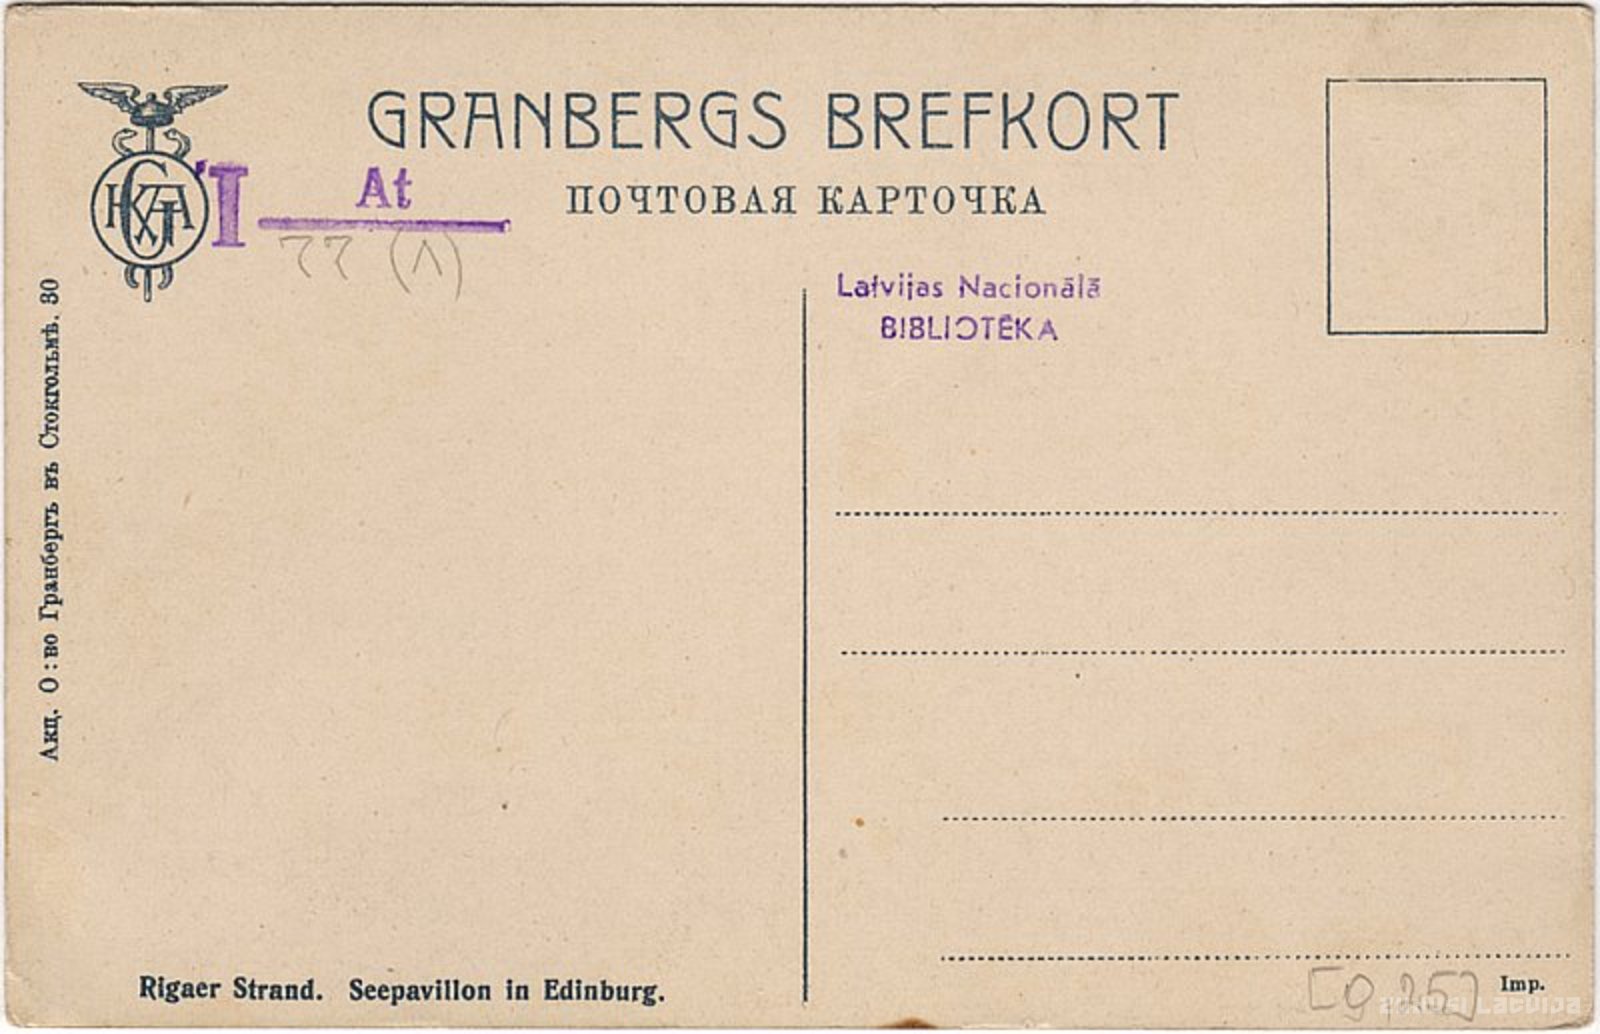 GRANBERGS BREFKORT
ПОЧТОВАЯ КАРТОЧКА
I At
77 (Λ)
Latvijas Nacionālā
BIBLIOTĒKA
Акц. О:во Гранбергъ въ Стокгольмѣ. 30
Rigaer Strand. Seepavillon in Edinburg.
Imp.